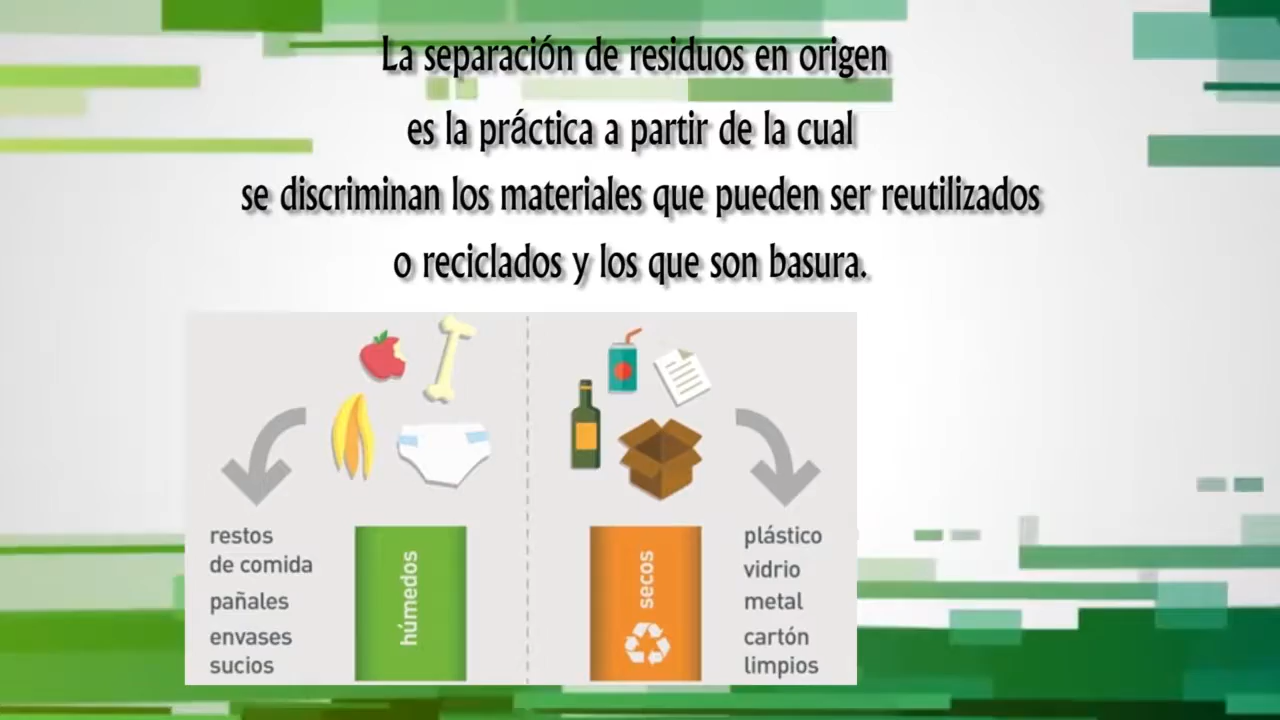 La separación de residuos en origen
es la práctica a partir de la cual
se discriminan los materiales que pueden ser reutilizados
o reciclados y los que son basura.
restos
de comida
pañales
envases
sucios
húmedos
secos
plástico
vidrio
metal
cartón
limpios